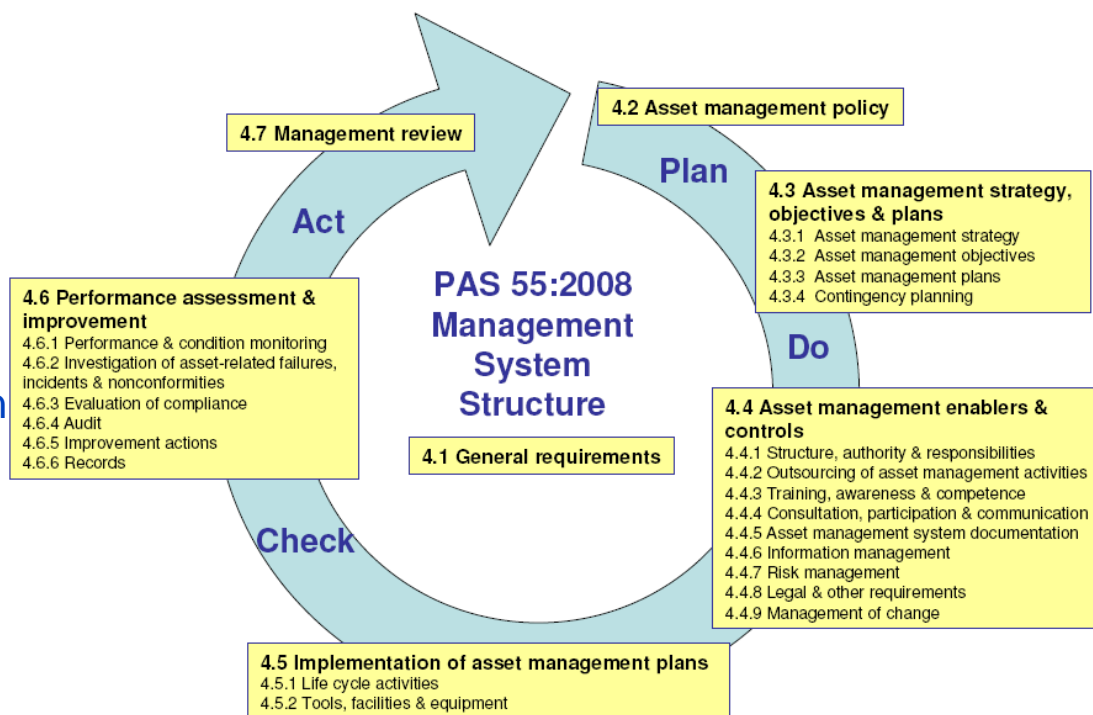 4.7 Management review
4.2 Asset management policy
Plan
4.3 Asset management strategy,
objectives & plans
4.3.1 Asset management strategy
4.3.2 Asset management objectives
4.3.3 Asset management plans
4.3.4 Contingency planning
Act
PAS 55:2008
Management
System
Structure
4.1 General requirements
Do
4.6 Performance assessment &
improvement
4.6.1 Performance & condition monitoring
4.6.2 Investigation of asset-related failures,
incidents & nonconformities
4.6.3 Evaluation of compliance
4.6.4 Audit
4.6.5 Improvement actions
4.6.6 Records
4.4 Asset management enablers &
controls
4.4.1 Structure, authority & responsibilities
4.4.2 Outsourcing of asset management activities
4.4.3 Training, awareness & competence
4.4.4 Consultation, participation & communication
4.4.5 Asset management system documentation
4.4.6 Information management
4.4.7 Risk management
4.4.8 Legal & other requirements
4.4.9 Management of change
Check
4.5 Implementation of asset management plans
4.5.1 Life cycle activities
4.5.2 Tools, facilities & equipment